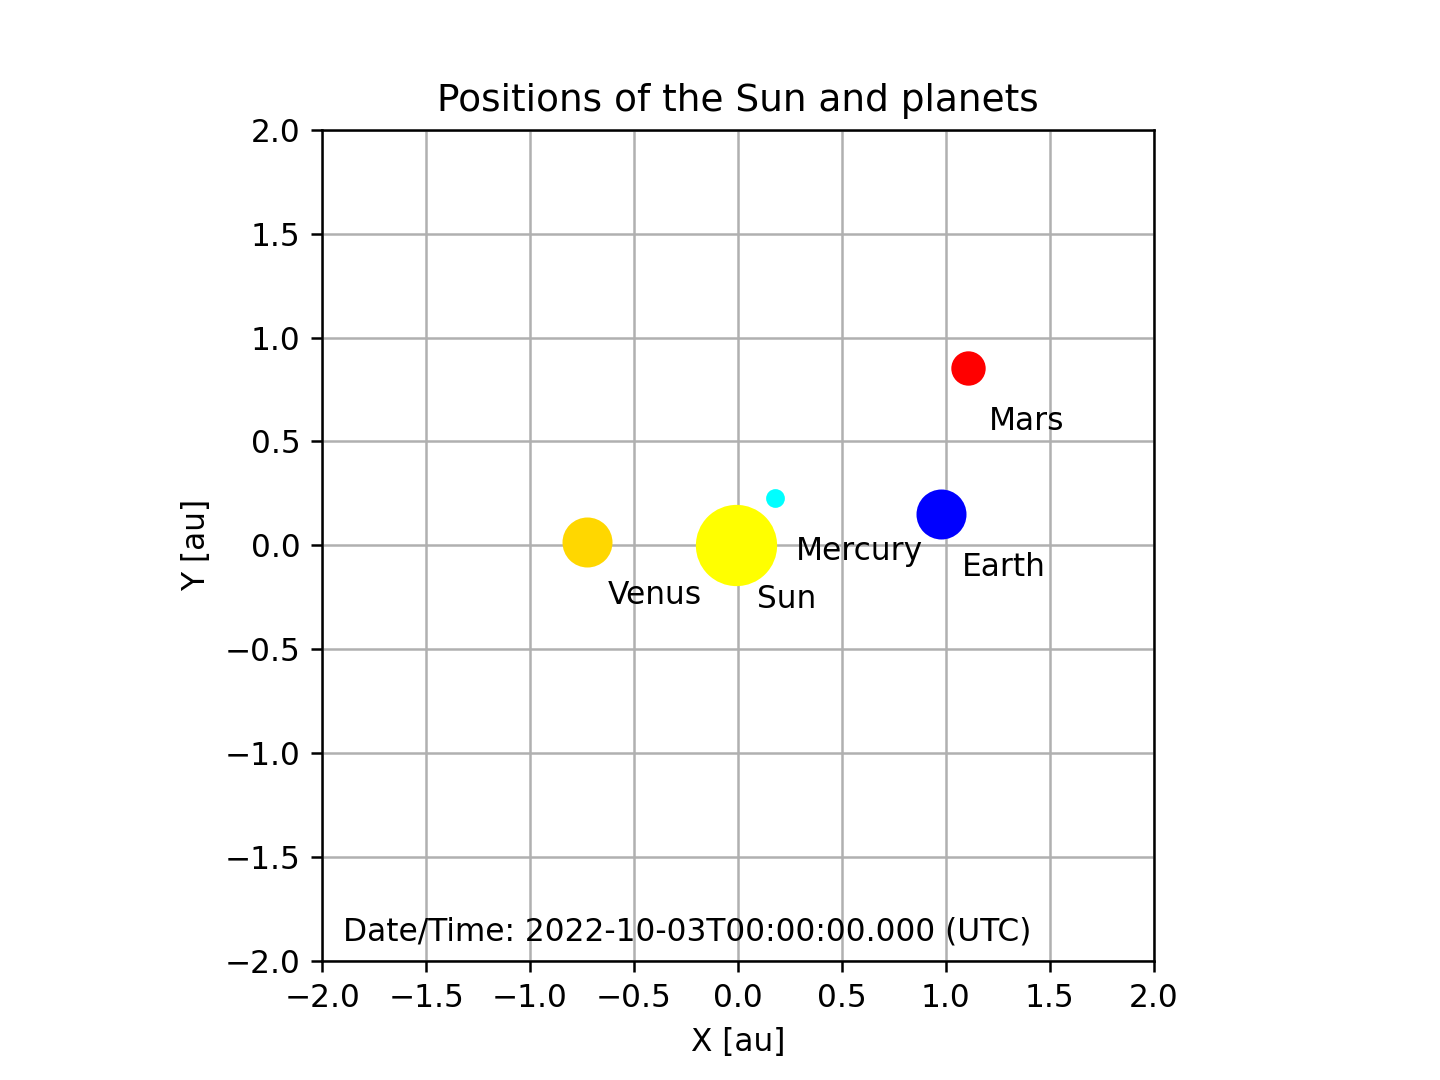 Positions of the Sun and planets
2.0
1.5
1.0
0.5
0.0
−0.5
−1.0
−1.5
−2.0
Y [au]
Mars
Mercury
Earth
Venus
Sun
Date/Time: 2022-10-03T00:00:00.000 (UTC)
−2.0 −1.5 −1.0 −0.5 0.0 0.5 1.0 1.5 2.0
X [au]